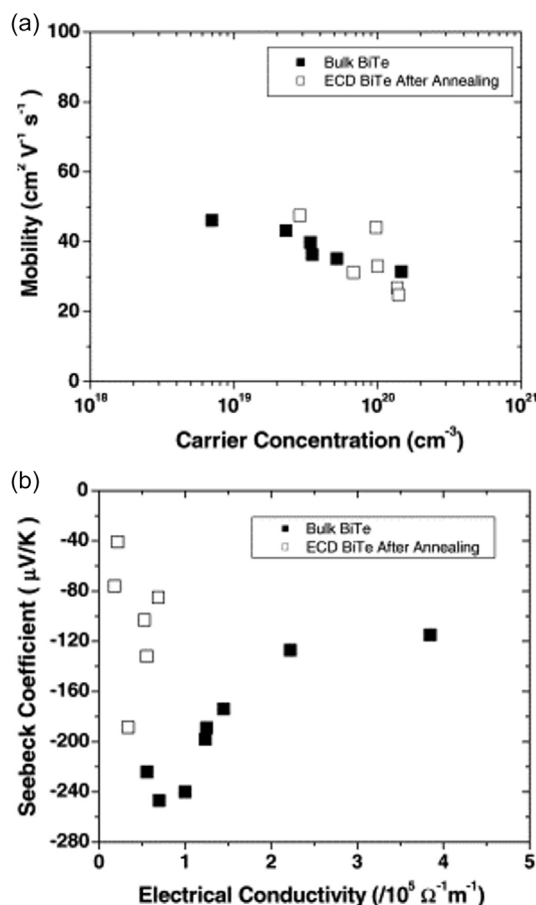 (a)
100
80
60
40
20
0
Mobility (cm² V⁻¹ s⁻¹)
■ Bulk BiTe
□ ECD BiTe After Annealing
10¹⁸ 10¹⁹ 10²⁰ 10²¹
Carrier Concentration (cm⁻³)
(b)
0
-40
-80
-120
-160
-200
-240
-280
Seebeck Coefficient ( μV/K)
■ Bulk BiTe
□ ECD BiTe After Annealing
0 1 2 3 4 5
Electrical Conductivity (/10⁵ Ω⁻¹m⁻¹)